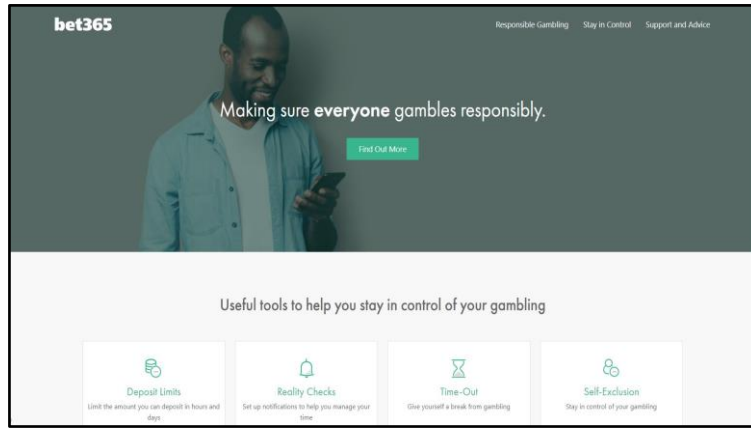 bet365
Responsible Gambling Stay in Control Support and Advice
Making sure everyone gambles responsibly.
Find Out More
Useful tools to help you stay in control of your gambling
Deposit Limits
Limit the amount you can deposit in hours and
days
Reality Checks
Set up notifications to help you manage your
time
Time-Out
Give yourself a break from gambling
Self-Exclusion
Stay in control of your gambling